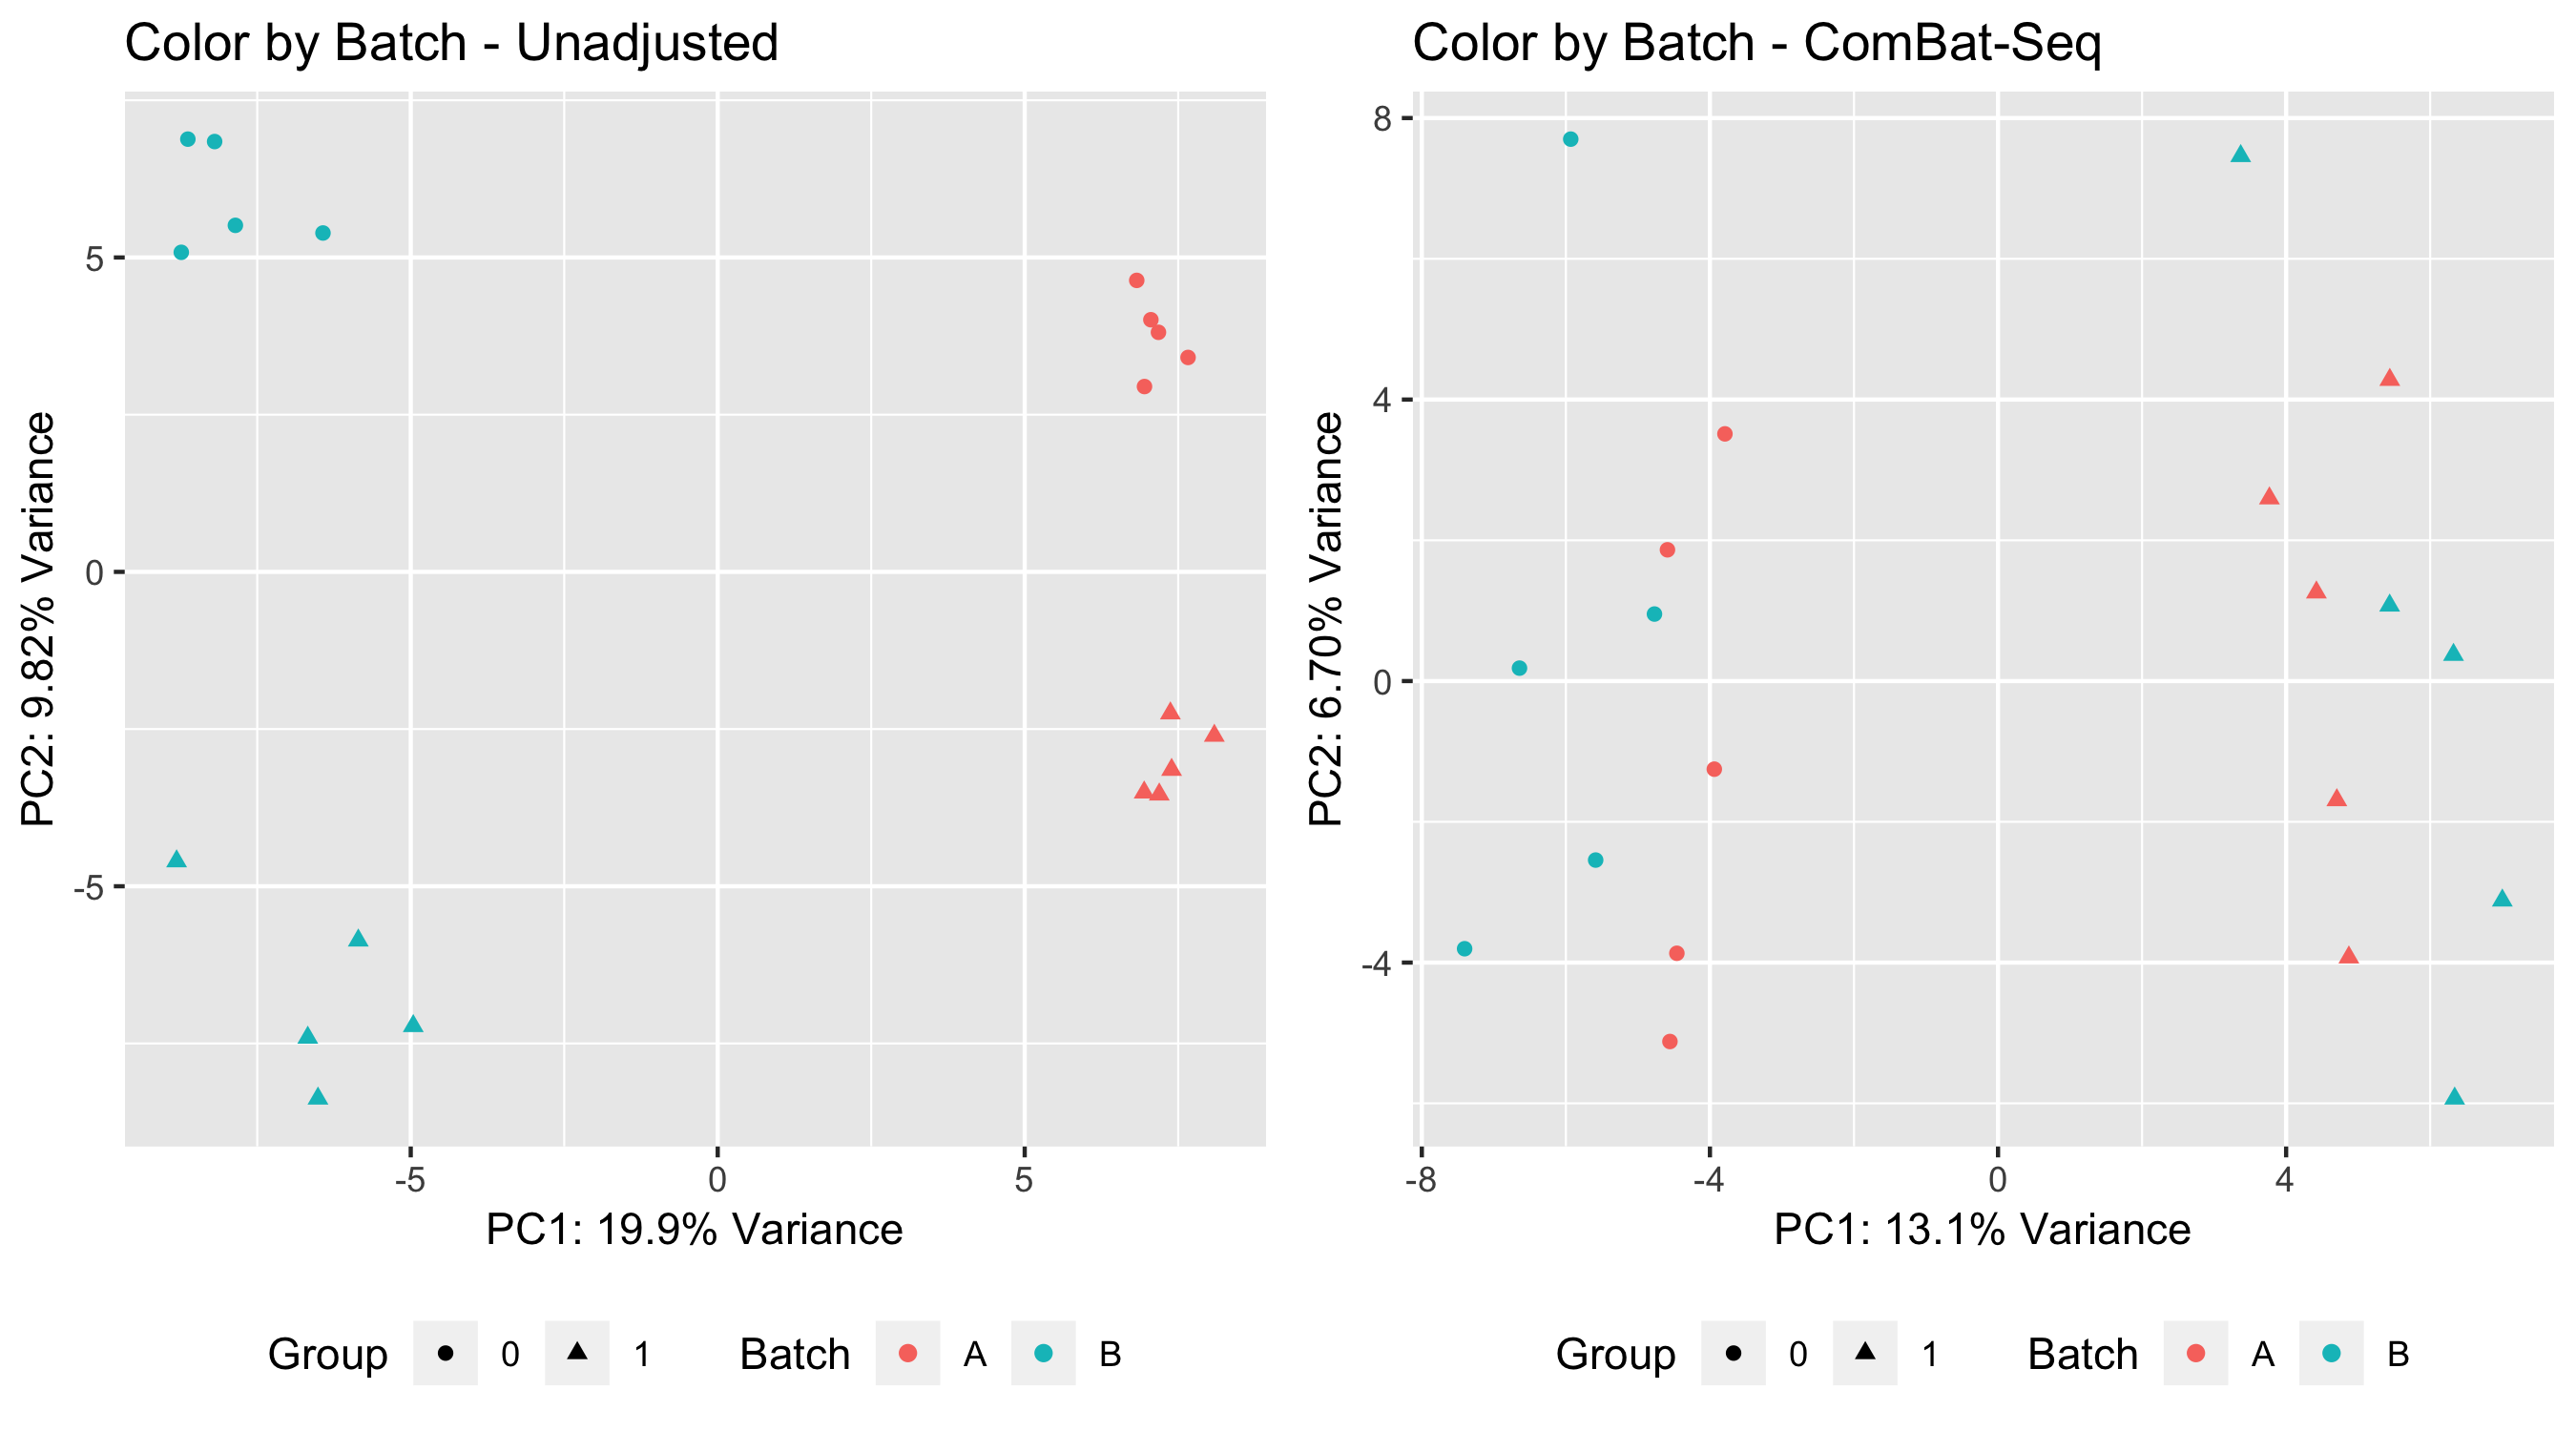 Color by Batch - Unadjusted
5
0
-5
PC2: 9.82% Variance
-5 0 5
PC1: 19.9% Variance
Group 0 1 Batch A B
Color by Batch - ComBat-Seq
8
4
0
-4
PC2: 6.70% Variance
-8 -4 0 4
PC1: 13.1% Variance
Group 0 1 Batch A B